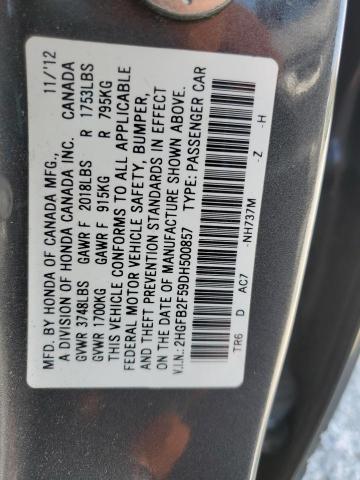 MFD. BY HONDA OF CANADA MFG. 11/'12
A DIVISION OF HONDA CANADA INC. CANADA
GVWR 3748LBS GAWR F 2018LBS R 1753LBS
GVWR 1700KG GAWR F 915KG R 795KG
THIS VEHICLE CONFORMS TO ALL APPLICABLE
FEDERAL MOTOR VEHICLE SAFETY, BUMPER,
AND THEFT PREVENTION STANDARDS IN EFFECT
ON THE DATE OF MANUFACTURE SHOWN ABOVE.
V.I.N.: 2HGFB2F59DH500857 TYPE: PASSENGER CAR
TR6 D AC7 -NH737M -Z -H